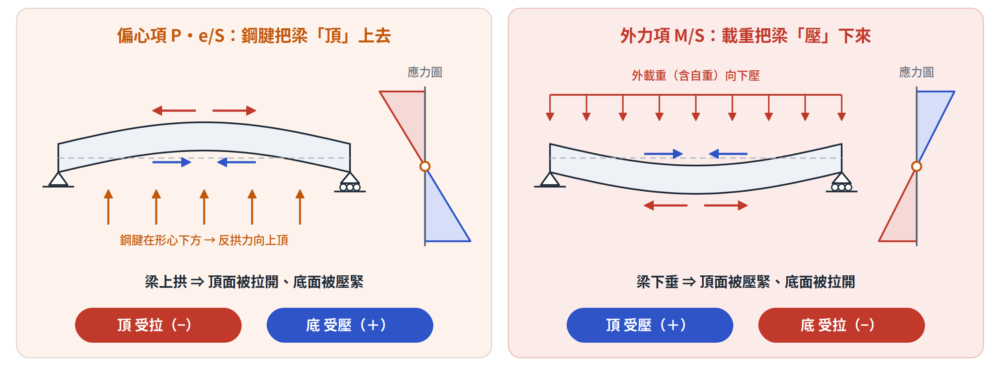 偏心項 P・e/S：鋼腱把梁「頂」上去
應力圖
鋼腱在形心下方 → 反拱力向上頂
梁上拱 ⇒ 頂面被拉開、底面被壓緊
頂 受拉（−）
底 受壓（＋）
外力項 M/S：載重把梁「壓」下來
外載重（含自重）向下壓
應力圖
梁下垂 ⇒ 頂面被壓緊、底面被拉開
頂 受壓（＋）
底 受拉（−）